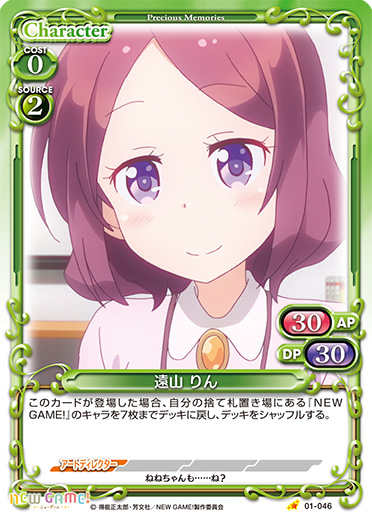 Precious Memories
Character
COST
0
SOURCE
2
30 AP
DP 30
遠山 りん
このカードが登場した場合、自分の捨て札置き場にある『NEW
GAME!』のキャラを7枚までデッキに戻し、デッキをシャッフルする。
アートディレクター
ねねちゃんも……ね?
NEW GAME!
© 得能正太郎・芳文社／NEW GAME!製作委員会
01-046